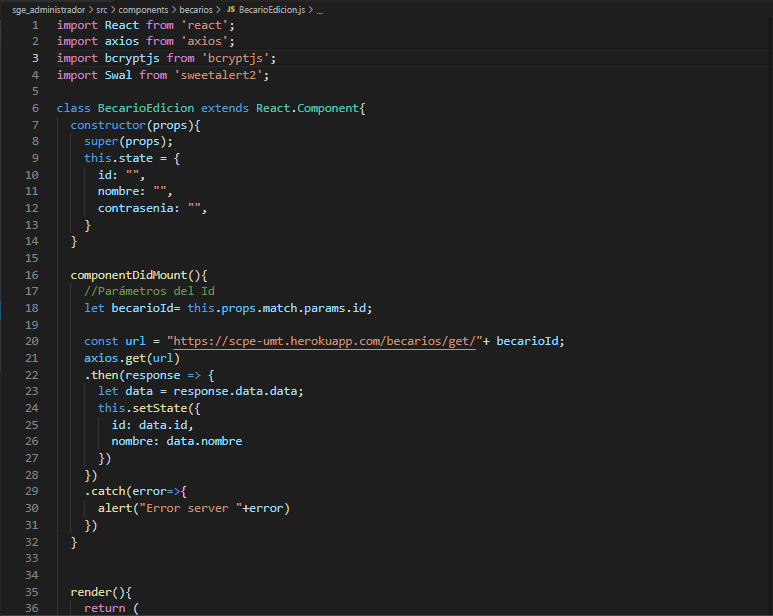 sge_administrador > src > components > becarios > JS BecarioEdicion.js > ...
1 import React from 'react';
2 import axios from 'axios';
3 import bcryptjs from 'bcryptjs';
4 import Swal from 'sweetalert2';
5
6 class BecarioEdicion extends React.Component{
7 constructor(props){
8 super(props);
9 this.state = {
10 id: "",
11 nombre: "",
12 contrasenia: "",
13 }
14 }
15
16 componentDidMount(){
17 //Parámetros del Id
18 let becarioId= this.props.match.params.id;
19
20 const url = "https://scpe-umt.herokuapp.com/becarios/get/"+ becarioId;
21 axios.get(url)
22 .then(response => {
23 let data = response.data.data;
24 this.setState({
25 id: data.id,
26 nombre: data.nombre
27 })
28 })
29 .catch(error=>{
30 alert("Error server "+error)
31 })
32 }
33
34
35 render(){
36 return (